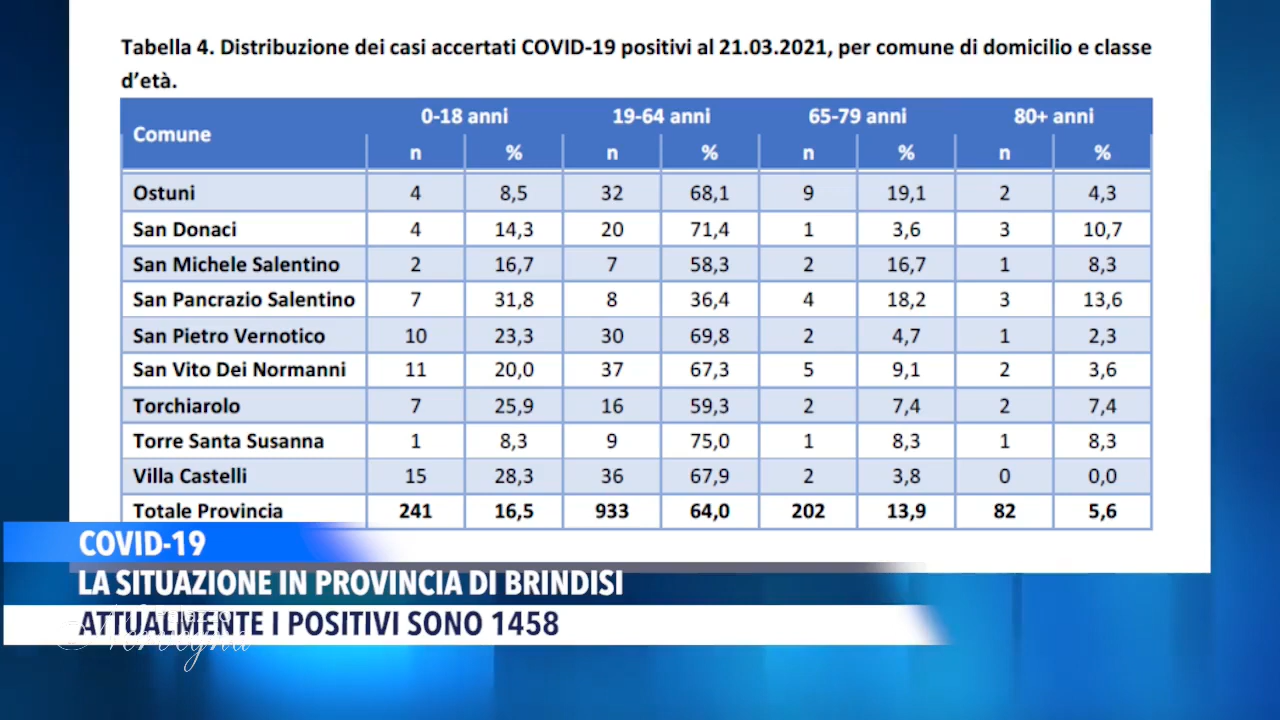 Tabella 4. Distribuzione dei casi accertati COVID-19 positivi al 21.03.2021, per comune di domicilio e classe
d’età.
Comune 0-18 anni 19-64 anni 65-79 anni 80+ anni
n % n % n % n %
Ostuni 4 8,5 32 68,1 9 19,1 2 4,3
San Donaci 4 14,3 20 71,4 1 3,6 3 10,7
San Michele Salentino 2 16,7 7 58,3 2 16,7 1 8,3
San Pancrazio Salentino 7 31,8 8 36,4 4 18,2 3 13,6
San Pietro Vernotico 10 23,3 30 69,8 2 4,7 1 2,3
San Vito Dei Normanni 11 20,0 37 67,3 5 9,1 2 3,6
Torchiarolo 7 25,9 16 59,3 2 7,4 2 7,4
Torre Santa Susanna 1 8,3 9 75,0 1 8,3 1 8,3
Villa Castelli 15 28,3 36 67,9 2 3,8 0 0,0
Totale Provincia 241 16,5 933 64,0 202 13,9 82 5,6
COVID-19
LA SITUAZIONE IN PROVINCIA DI BRINDISI
ATTUALMENTE I POSITIVI SONO 1458